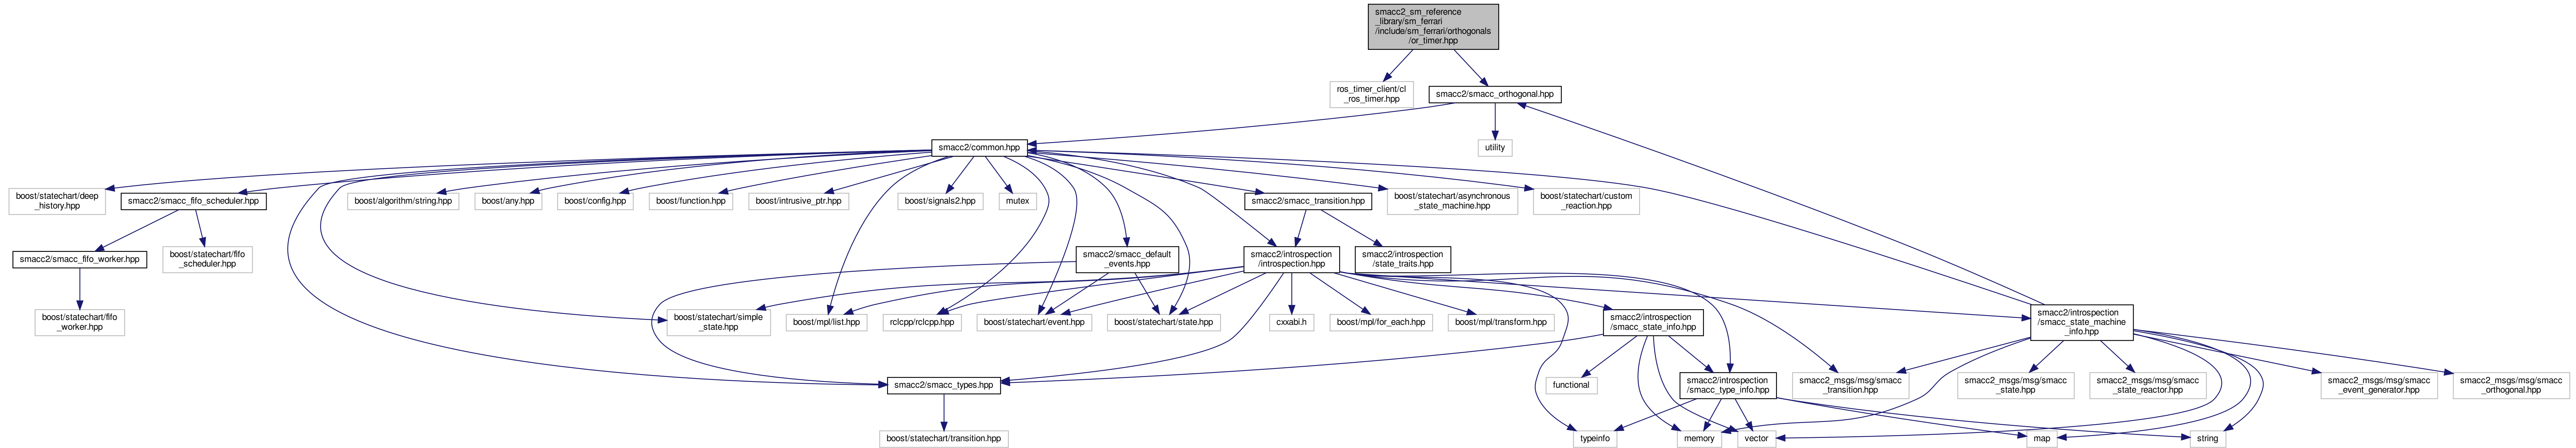 smacc2_sm_reference
_library/sm_ferrari
/include/sm_ferrari/orthogonals
/or_timer.hpp
ros_timer_client/cl
_ros_timer.hpp
smacc2/smacc_orthogonal.hpp
smacc2/common.hpp
utility
boost/statechart/deep
_history.hpp
smacc2/smacc_fifo_scheduler.hpp
boost/algorithm/string.hpp
boost/any.hpp
boost/config.hpp
boost/function.hpp
boost/intrusive_ptr.hpp
boost/signals2.hpp
mutex
smacc2/smacc_transition.hpp
boost/statechart/asynchronous
_state_machine.hpp
boost/statechart/custom
_reaction.hpp
smacc2/smacc_fifo_worker.hpp
boost/statechart/fifo
_scheduler.hpp
smacc2/smacc_default
_events.hpp
smacc2/introspection
/introspection.hpp
smacc2/introspection
/state_traits.hpp
boost/statechart/fifo
_worker.hpp
boost/statechart/simple
_state.hpp
boost/mpl/list.hpp
rclcpp/rclcpp.hpp
boost/statechart/event.hpp
boost/statechart/state.hpp
cxxabi.h
boost/mpl/for_each.hpp
boost/mpl/transform.hpp
smacc2/introspection
/smacc_state_info.hpp
smacc2/introspection
/smacc_state_machine
_info.hpp
smacc2/smacc_types.hpp
functional
smacc2/introspection
/smacc_type_info.hpp
smacc2_msgs/msg/smacc
_transition.hpp
smacc2_msgs/msg/smacc
_state.hpp
smacc2_msgs/msg/smacc
_state_reactor.hpp
smacc2_msgs/msg/smacc
_event_generator.hpp
smacc2_msgs/msg/smacc
_orthogonal.hpp
boost/statechart/transition.hpp
typeinfo
memory
vector
map
string